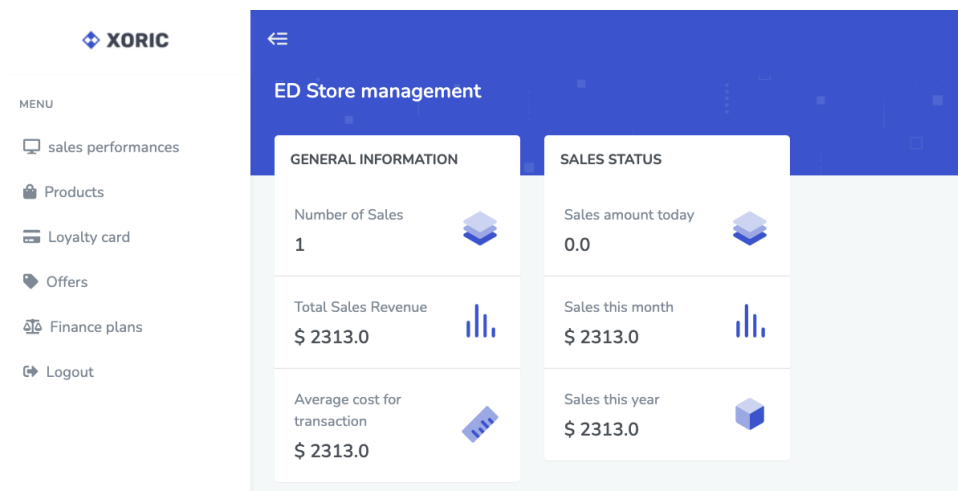 XORIC
MENU
sales performances
Products
Loyalty card
Offers
Finance plans
Logout
ED Store management
GENERAL INFORMATION
Number of Sales
1
Total Sales Revenue
$ 2313.0
Average cost for
transaction
$ 2313.0
SALES STATUS
Sales amount today
0.0
Sales this month
$ 2313.0
Sales this year
$ 2313.0